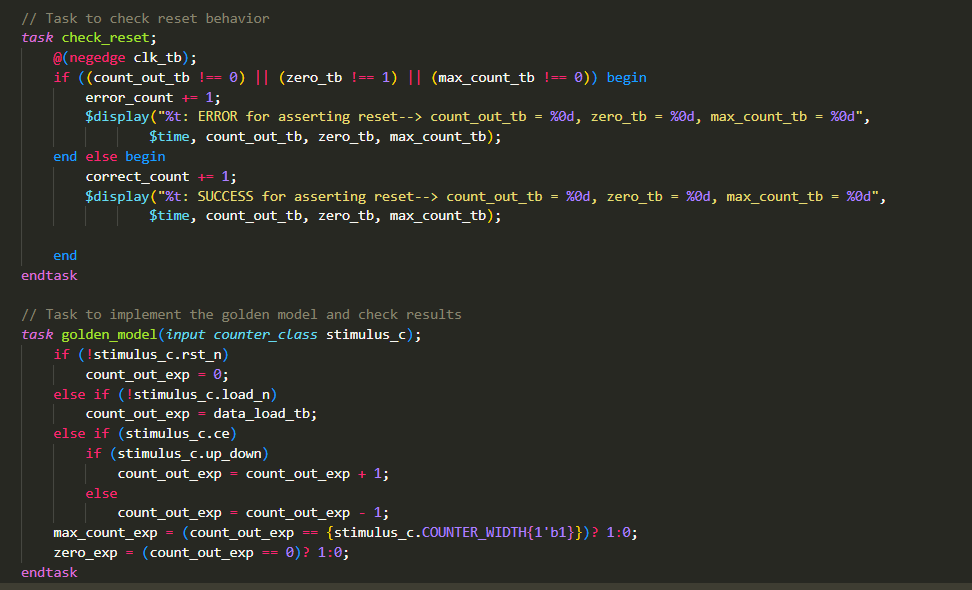 // Task to check reset behavior
task check_reset;
@(negedge clk_tb);
if ((count_out_tb !== 0) || (zero_tb !== 1) || (max_count_tb !== 0)) begin
error_count += 1;
$display("%t: ERROR for asserting reset--> count_out_tb = %0d, zero_tb = %0d, max_count_tb = %0d",
$time, count_out_tb, zero_tb, max_count_tb);
end else begin
correct_count += 1;
$display("%t: SUCCESS for asserting reset--> count_out_tb = %0d, zero_tb = %0d, max_count_tb = %0d",
$time, count_out_tb, zero_tb, max_count_tb);
end
endtask
// Task to implement the golden model and check results
task golden_model(input counter_class stimulus_c);
if (!stimulus_c.rst_n)
count_out_exp = 0;
else if (!stimulus_c.load_n)
count_out_exp = data_load_tb;
else if (stimulus_c.ce)
if (stimulus_c.up_down)
count_out_exp = count_out_exp + 1;
else
count_out_exp = count_out_exp - 1;
max_count_exp = (count_out_exp == {stimulus_c.COUNTER_WIDTH{1'b1}})? 1:0;
zero_exp = (count_out_exp == 0)? 1:0;
endtask